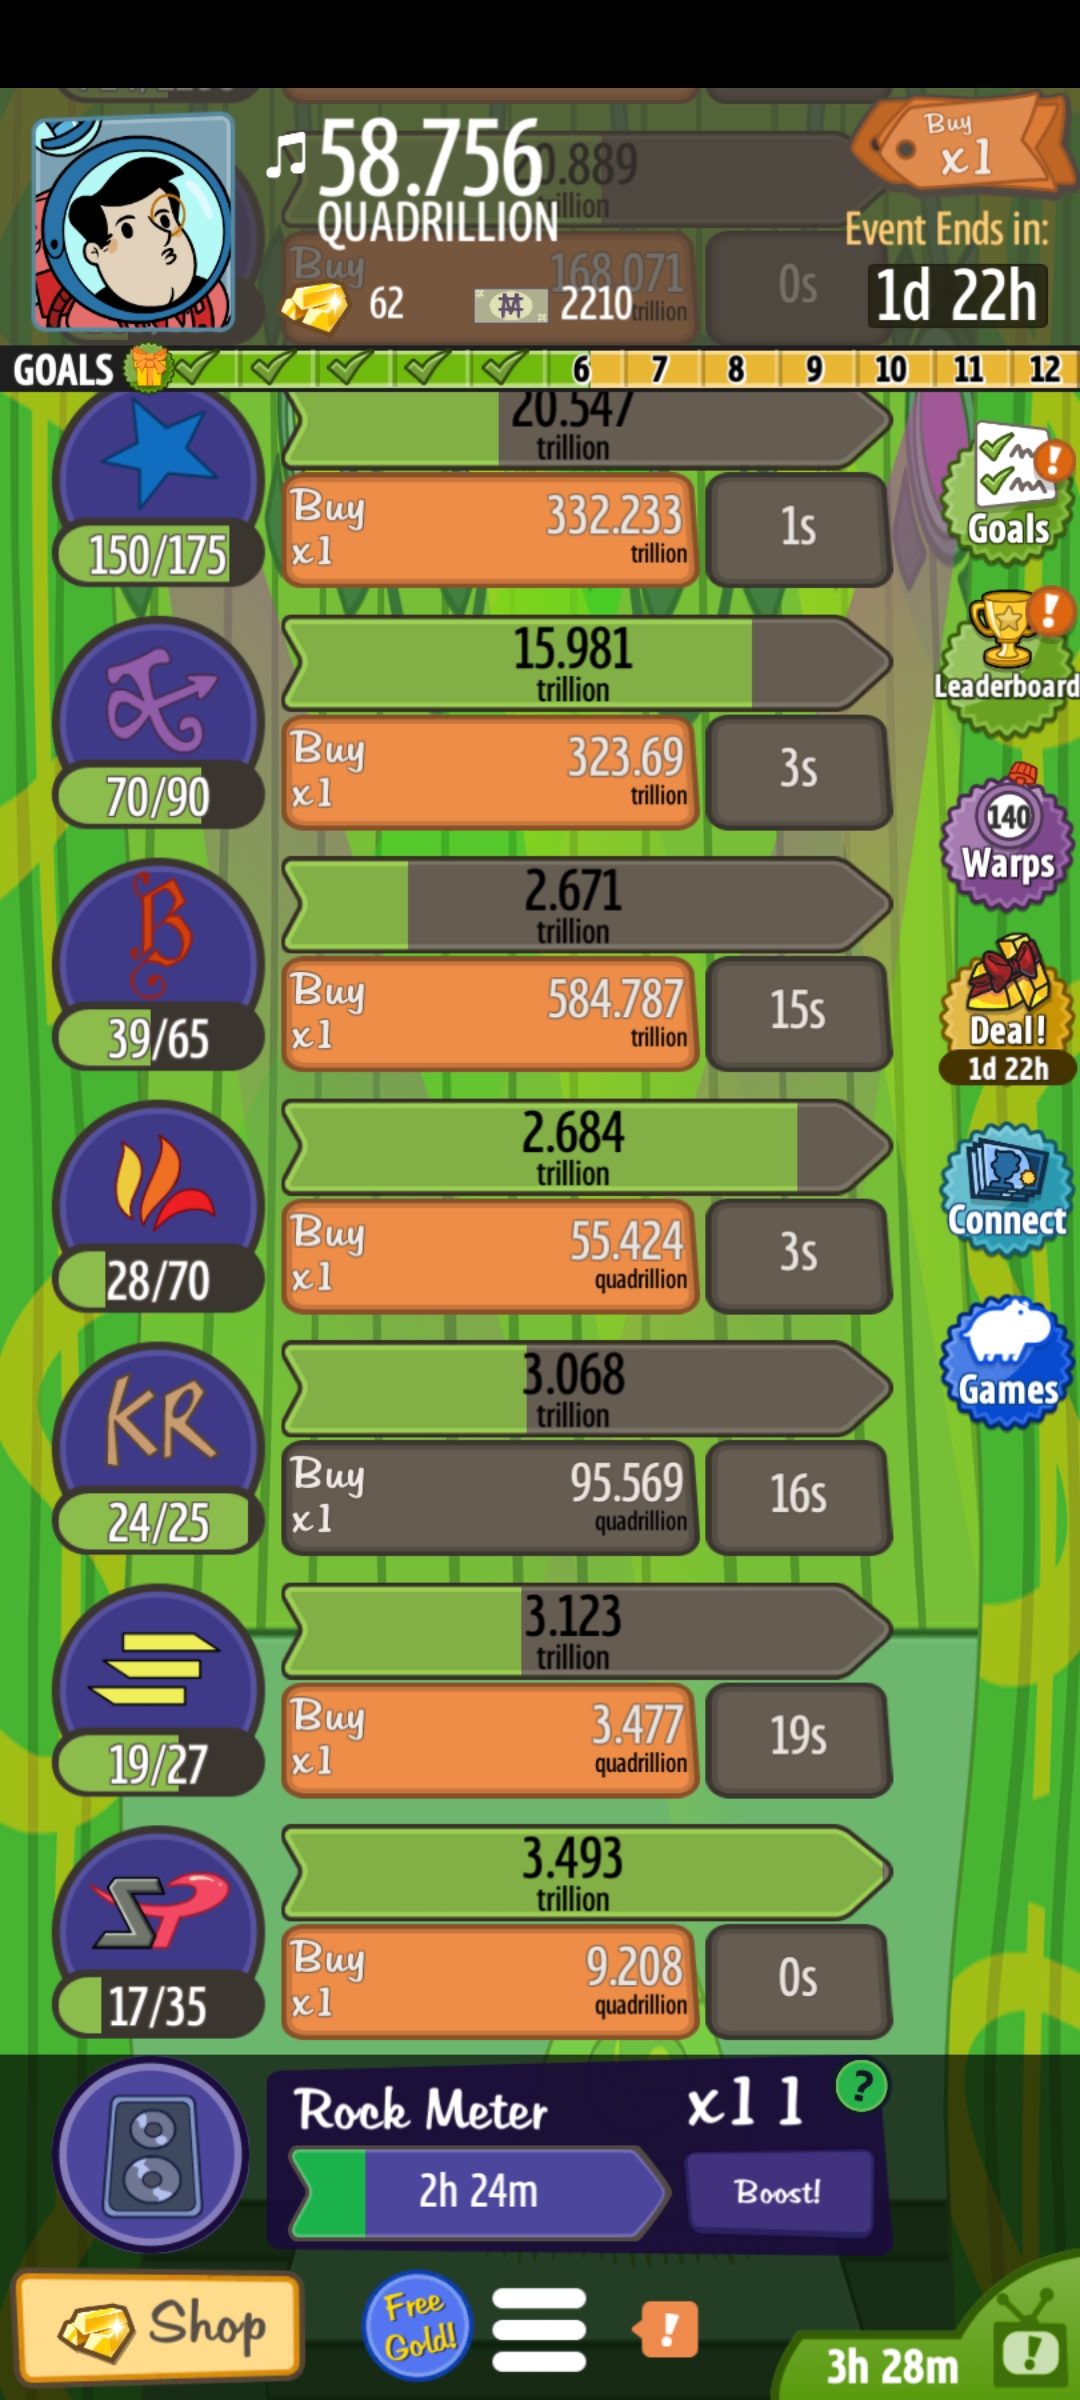 58.756
QUADRILLION
62
2210
Buy
x1
Event Ends in:
1d 22h
20.889
trillion
Buy
168.071
trillion
0s
GOALS
6 7 8 9 10 11 12
20.547
trillion
150/175
Buy
x1
332.233
trillion
1s
15.981
trillion
70/90
Buy
x1
323.69
trillion
3s
2.671
trillion
B
39/65
Buy
x1
584.787
trillion
15s
2.684
trillion
28/70
Buy
x1
55.424
quadrillion
3s
3.068
trillion
KR
24/25
Buy
x1
95.569
quadrillion
16s
3.123
trillion
19/27
Buy
x1
3.477
quadrillion
19s
3.493
trillion
SP
17/35
Buy
x1
9.208
quadrillion
0s
!
Goals
!
Leaderboard
140
Warps
Deal!
1d 22h
Connect
Games
Rock Meter
x11
?
2h 24m
Boost!
Shop
Free
Gold!
!
3h 28m
!